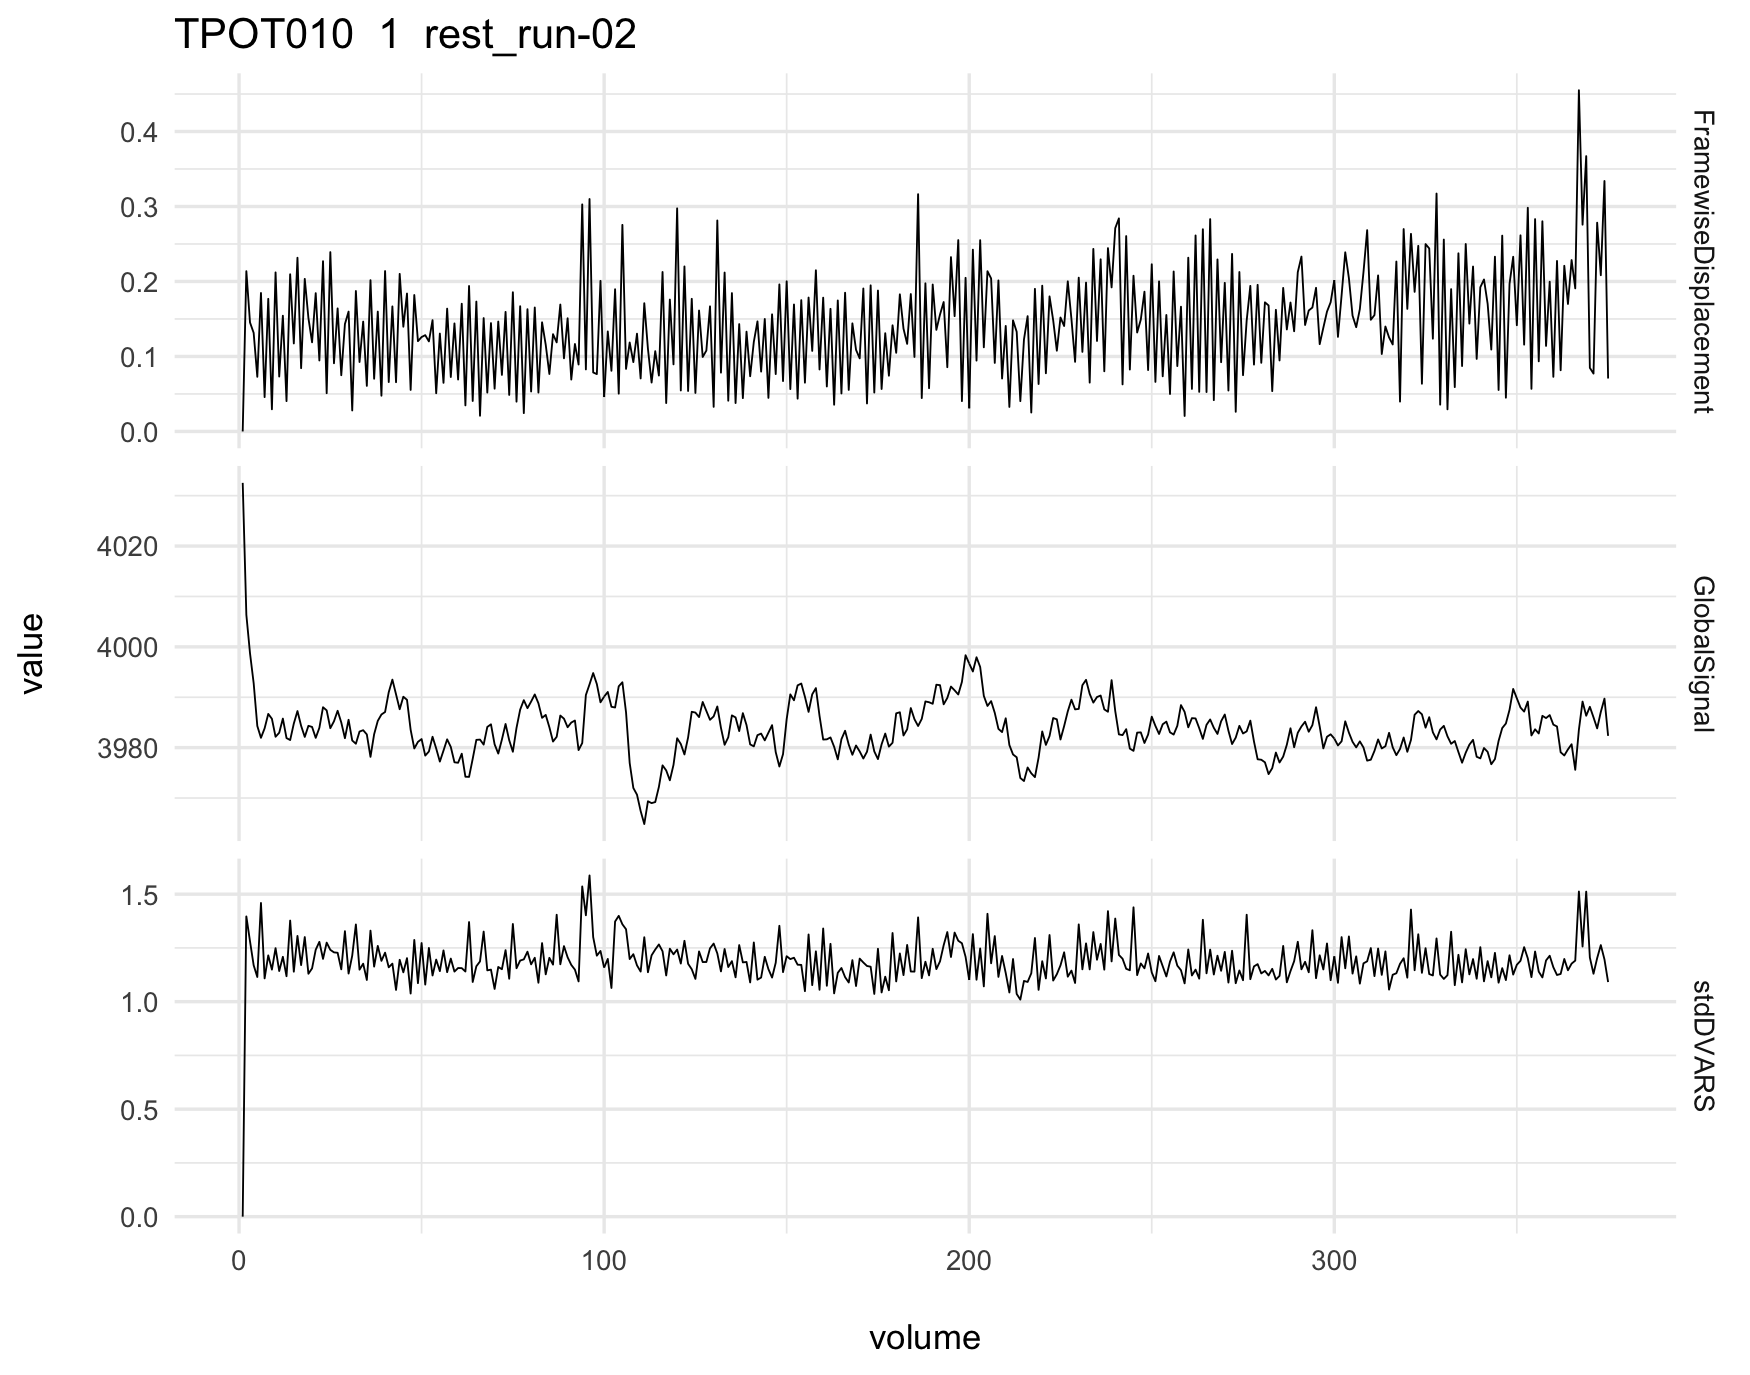 TPOT010 1 rest_run-02
0.4
0.3
0.2
0.1
0.0
FramewiseDisplacement
4020
4000
3980
GlobalSignal
1.5
1.0
0.5
0.0
stdDVARS
value
0 100 200 300
volume